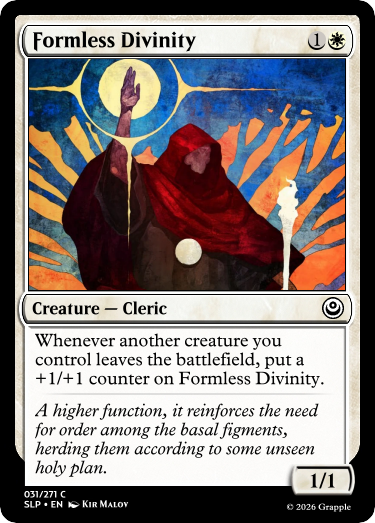 Formless Divinity 1
Creature — Cleric
Whenever another creature you
control leaves the battlefield, put a
+1/+1 counter on Formless Divinity.
A higher function, it reinforces the need
for order among the basal figments,
herding them according to some unseen
holy plan.
1/1
031/271 C
SLP • EN Kir Malov
© 2026 Grapple